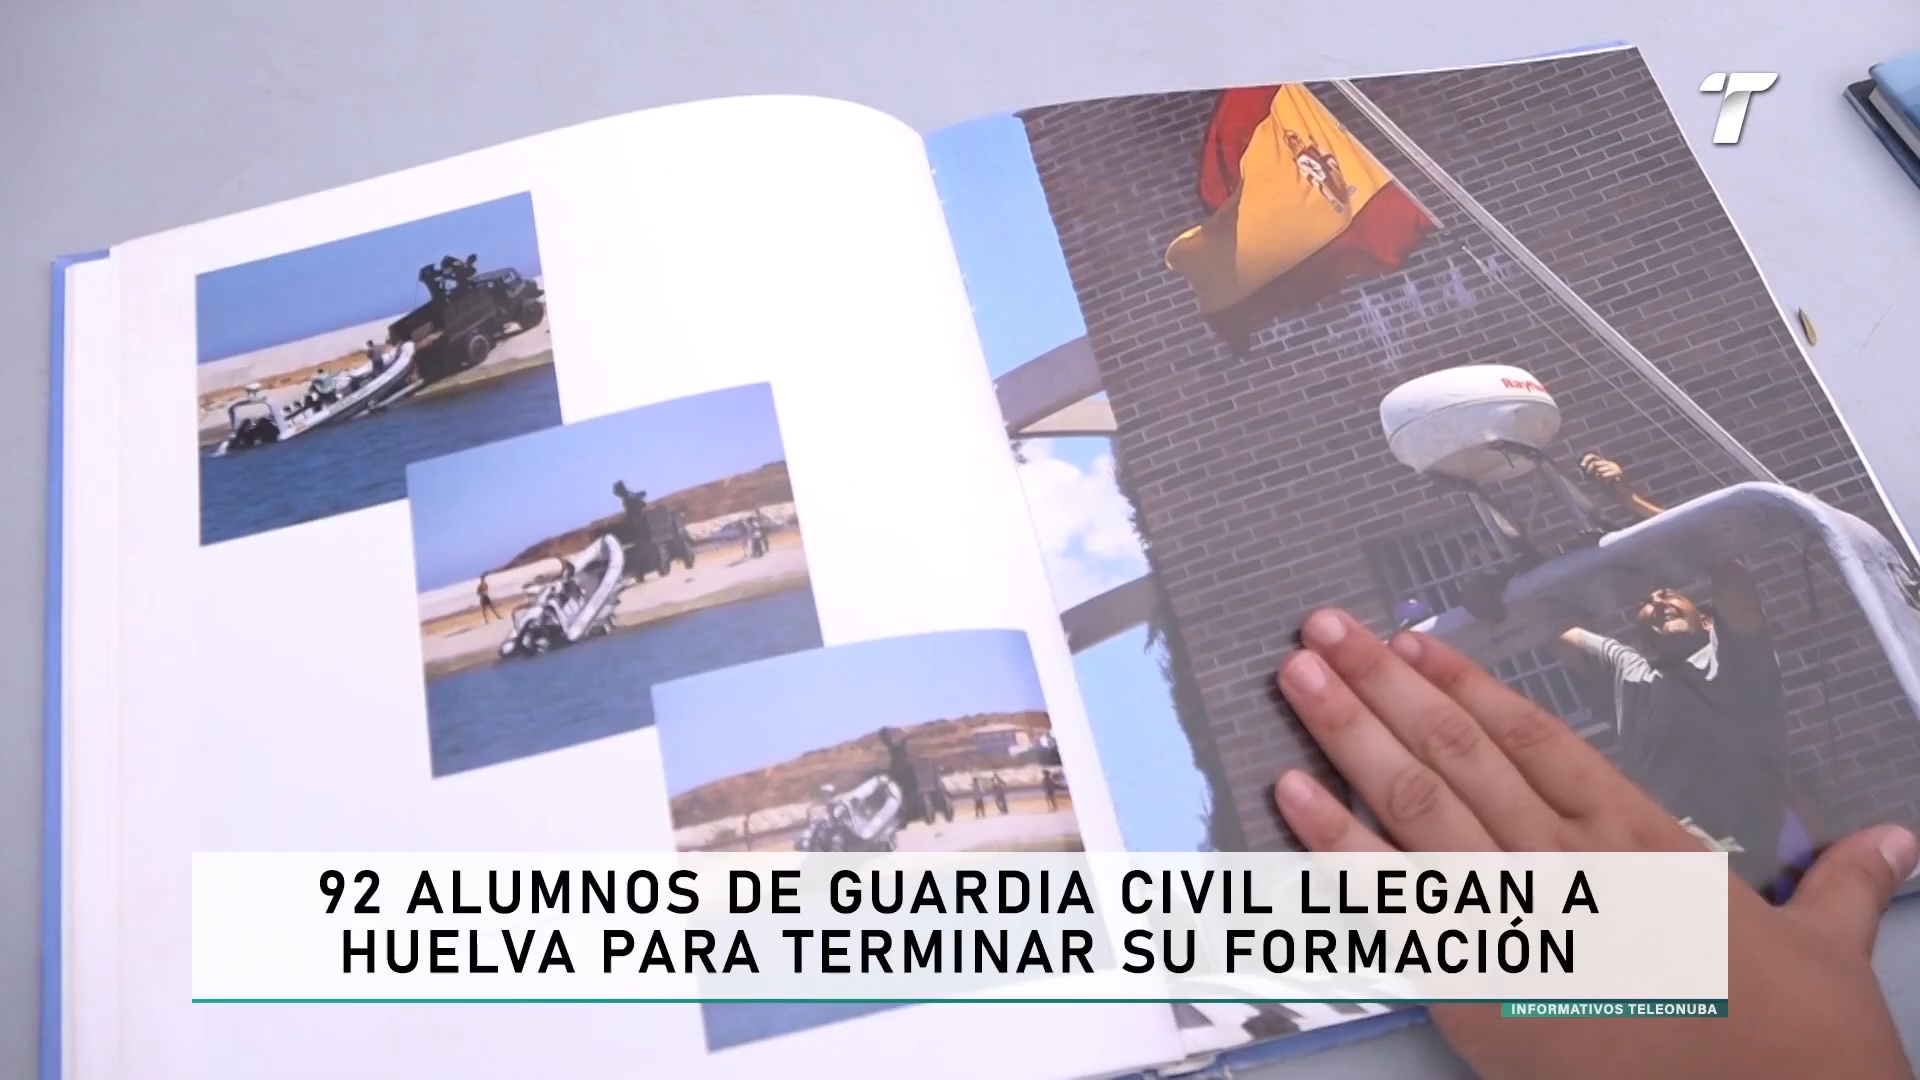 92 ALUMNOS DE GUARDIA CIVIL LLEGAN A
HUELVA PARA TERMINAR SU FORMACIÓN
INFORMATIVOS TELEONUBA